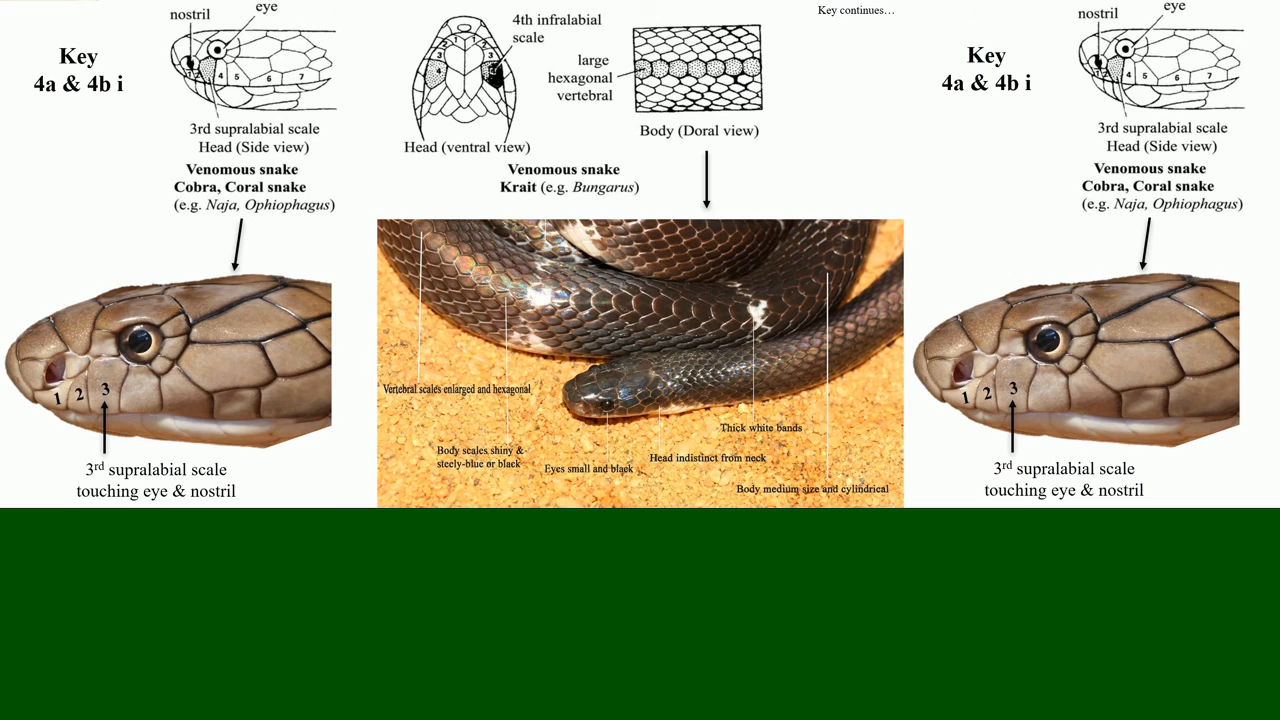 Key
4a & 4b i
nostril
eye
1 2 4 5 6 7
3rd supralabial scale
Head (Side view)
Venomous snake
Cobra, Coral snake
(e.g. Naja, Ophiophagus)
1 2 3
3rd supralabial scale
touching eye & nostril
4th infralabial
scale
1 1
2 2
3 3
4
Head (ventral view)
large
hexagonal
vertebral
Body (Doral view)
Venomous snake
Krait (e.g. Bungarus)
Vertebral scales enlarged and hexagonal
Body scales shiny &
steely-blue or black
Eyes small and black
Head indistinct from neck
Thick white bands
Body medium size and cylindrical
Key continues…
Key
4a & 4b i
nostril
eye
1 2 4 5 6 7
3rd supralabial scale
Head (Side view)
Venomous snake
Cobra, Coral snake
(e.g. Naja, Ophiophagus)
1 2 3
3rd supralabial scale
touching eye & nostril